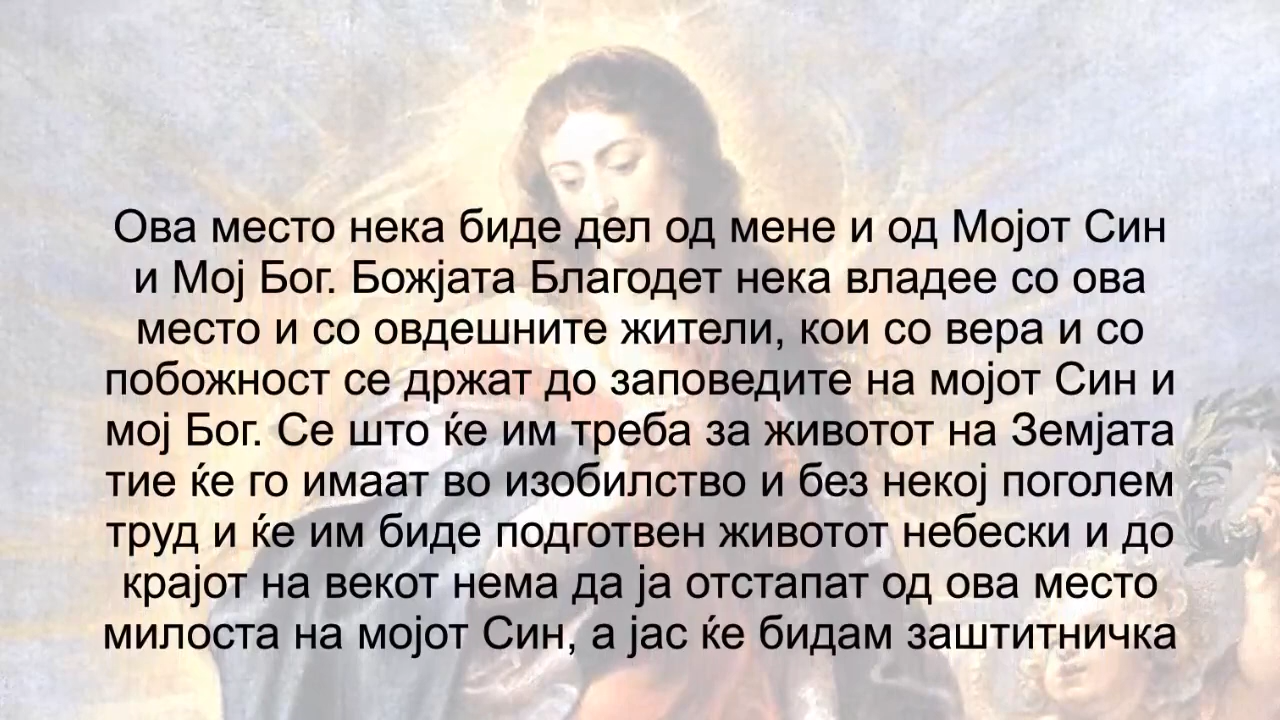 Ова место нека биде дел од мене и од Мојот Син
и Мој Бог. Божјата Благодет нека владее со ова
место и со овдешните жители, кои со вера и со
побожност се држат до заповедите на мојот Син и
мој Бог. Се што ќе им треба за животот на Земјата
тие ќе го имаат во изобилство и без некој поголем
труд и ќе им биде подготвен животот небески и до
крајот на векот нема да ја отстапат од ова место
милоста на мојот Син, а јас ќе бидам заштитничка